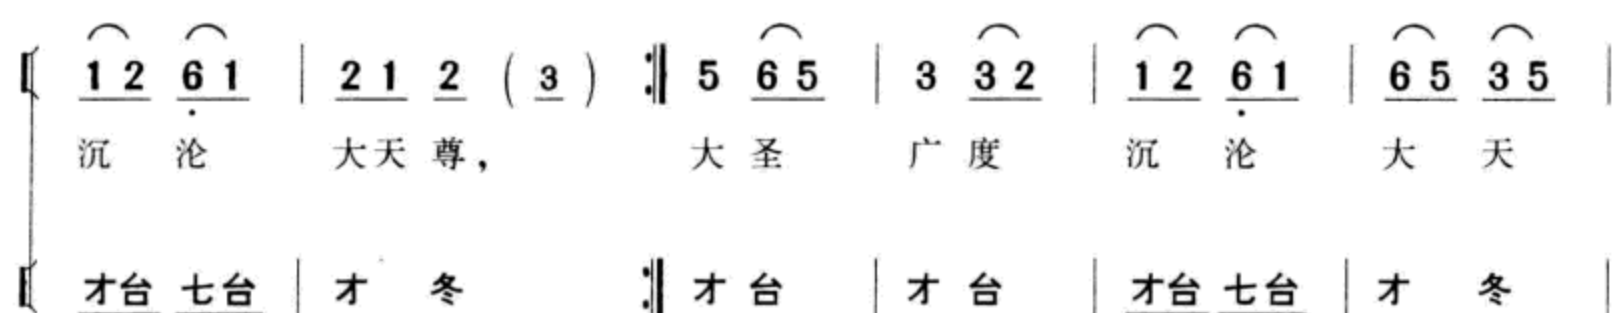 1 2 6 1 | 2 1 2 ( 3 ) :‖ 5 6 5 | 3 3 2 | 1 2 6 1 | 6 5 3 5 |
沉 沦 大天 尊， 大 圣 广 度 沉 沦 大 天
才台 七台 | 才 冬 :‖ 才 台 | 才 台 | 才台 七台 | 才 冬 |